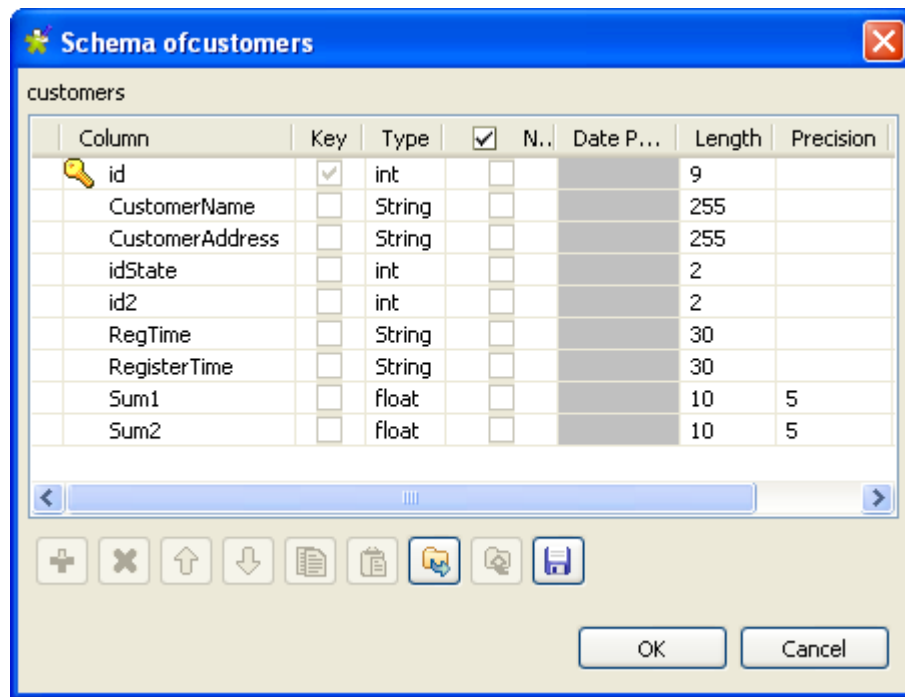 Schema ofcustomers
customers
Column Key Type N.. Date P... Length Precision
id int 9
CustomerName String 255
CustomerAddress String 255
idState int 2
id2 int 2
RegTime String 30
RegisterTime String 30
Sum1 float 10 5
Sum2 float 10 5
OK Cancel